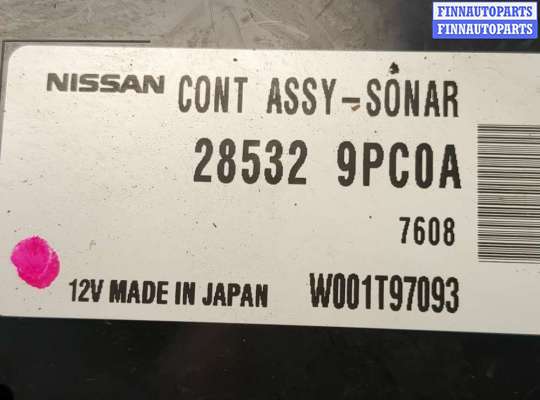 FINNAUTOPARTS
FINNAUTOPARTS
NISSAN CONT ASSY-SONAR
28532 9PC0A
7608
12V MADE IN JAPAN W001T97093